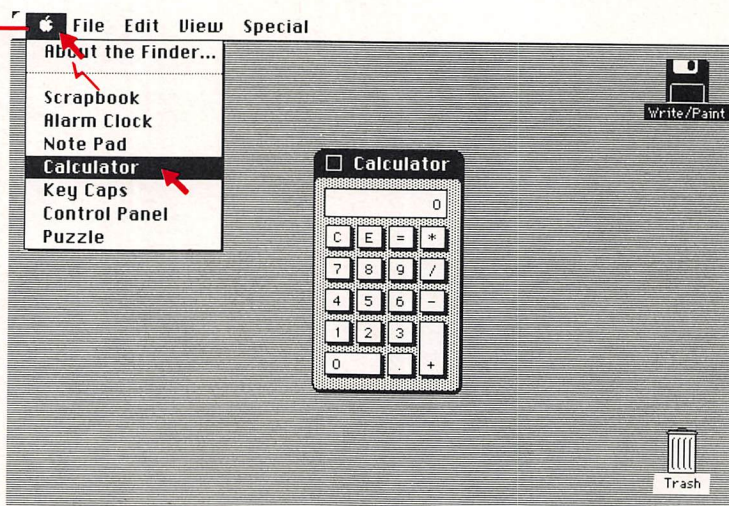 File Edit View Special
About the Finder...
Scrapbook
Alarm Clock
Note Pad
Calculator
Key Caps
Control Panel
Puzzle
Write/Paint
Calculator
0
C E = *
7 8 9 /
4 5 6 -
1 2 3
0 . +
Trash